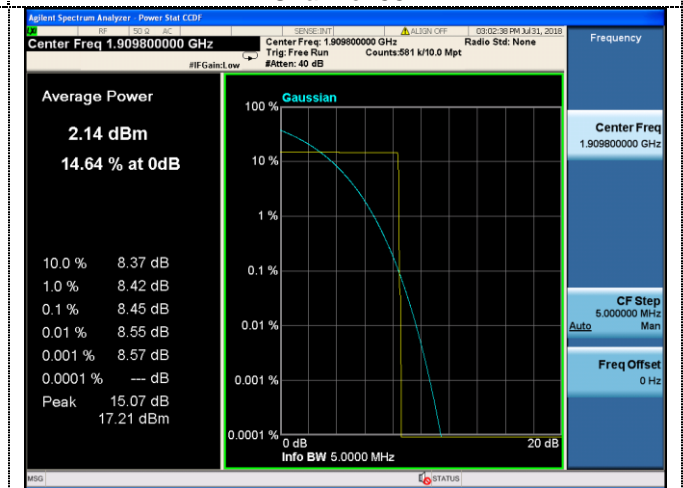 Agilent Spectrum Analyzer - Power Stat CCDF
RF 50 Ω AC SENSE:INT ALIGN OFF 03:02:38 PM Jul 31, 2018
Center Freq 1.909800000 GHz
Center Freq: 1.909800000 GHz Radio Std: None
Trig: Free Run Counts:581 k/10.0 Mpt
#IFGain:Low #Atten: 40 dB
Frequency
Average Power
2.14 dBm
14.64 % at 0dB
10.0 % 8.37 dB
1.0 % 8.42 dB
0.1 % 8.45 dB
0.01 % 8.55 dB
0.001 % 8.57 dB
0.0001 % --- dB
Peak 15.07 dB
17.21 dBm
Gaussian
100 %
10 %
1 %
0.1 %
0.01 %
0.001 %
0.0001 %
0 dB 20 dB
Info BW 5.0000 MHz
Center Freq
1.909800000 GHz
CF Step
5.000000 MHz
Auto Man
Freq Offset
0 Hz
MSG STATUS